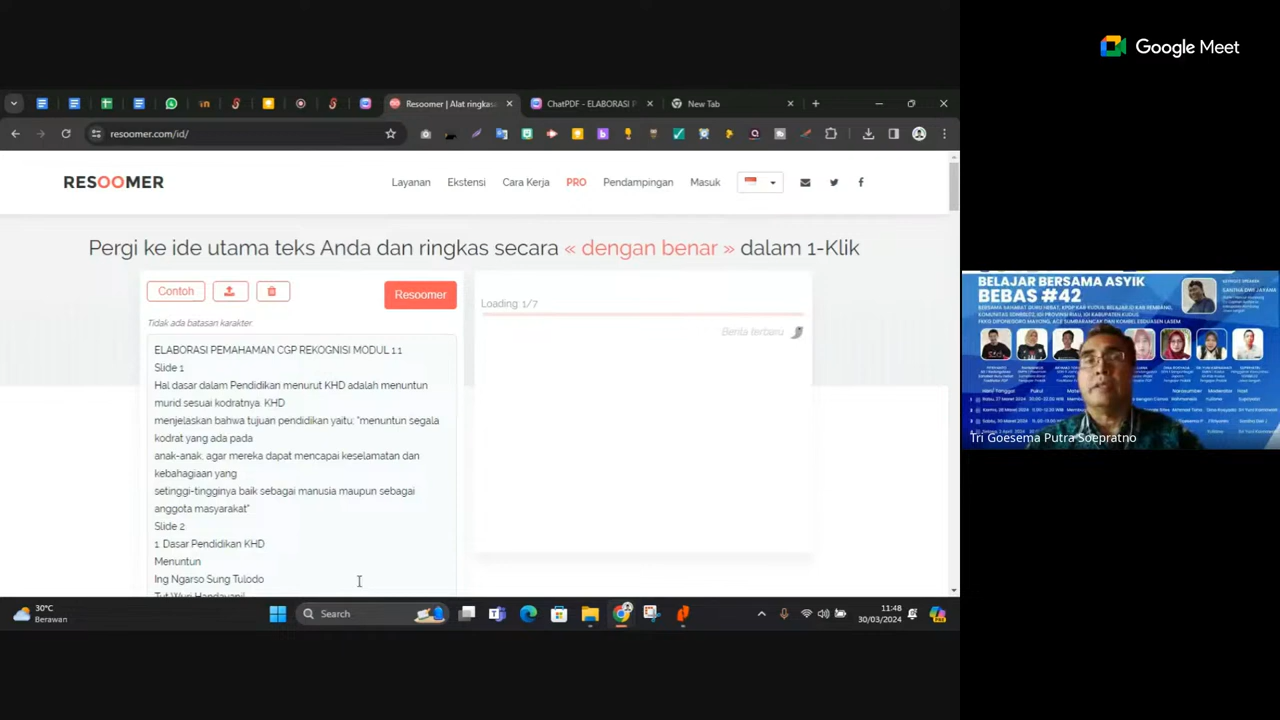 Google Meet
Resoomer | Alat ringkas
ChatPDF - ELABORASI P
New Tab
resoomer.com/id/
RESOOMER
Layanan
Ekstensi
Cara Kerja
PRO
Pendampingan
Masuk
Pergi ke ide utama teks Anda dan ringkas secara « dengan benar » dalam 1-Klik
Contoh
Resoomer
Tidak ada batasan karakter
Loading: 1/7
Berita terbaru
ELABORASI PEMAHAMAN CGP REKOGNISI MODUL 1.1
Slide 1
Hal dasar dalam Pendidikan menurut KHD adalah menuntun
murid sesuai kodratnya. KHD
menjelaskan bahwa tujuan pendidikan yaitu: "menuntun segala
kodrat yang ada pada
anak-anak, agar mereka dapat mencapai keselamatan dan
kebahagiaan yang
setinggi-tingginya baik sebagai manusia maupun sebagai
anggota masyarakat"
Slide 2
1. Dasar Pendidikan KHD
Menuntun
Ing Ngarso Sung Tulodo
Tut Wuri Handayani
BELAJAR BERSAMA ASYIK
BEBAS #42
Tri Goesema Putra Soepratno
30°C
Berawan
Search
11:48
30/03/2024